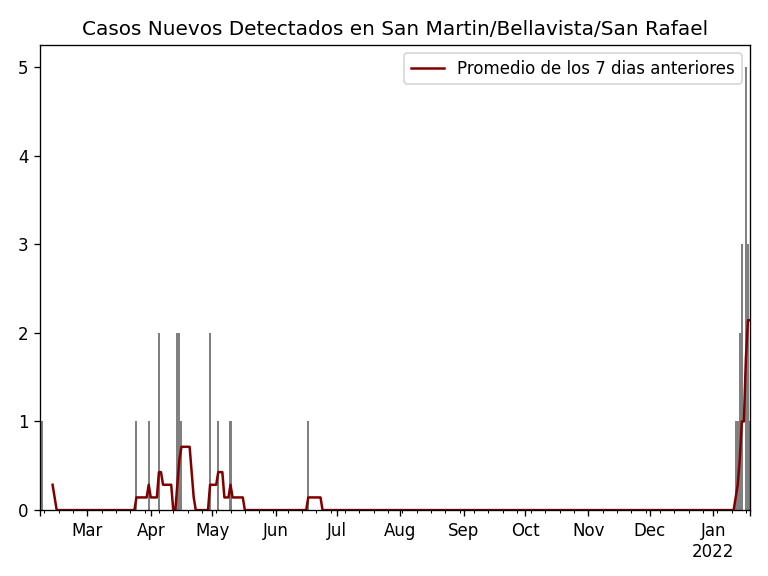 Casos Nuevos Detectados en San Martin/Bellavista/San Rafael
Promedio de los 7 dias anteriores
5
4
3
2
1
0
Mar Apr May Jun Jul Aug Sep Oct Nov Dec Jan
2022